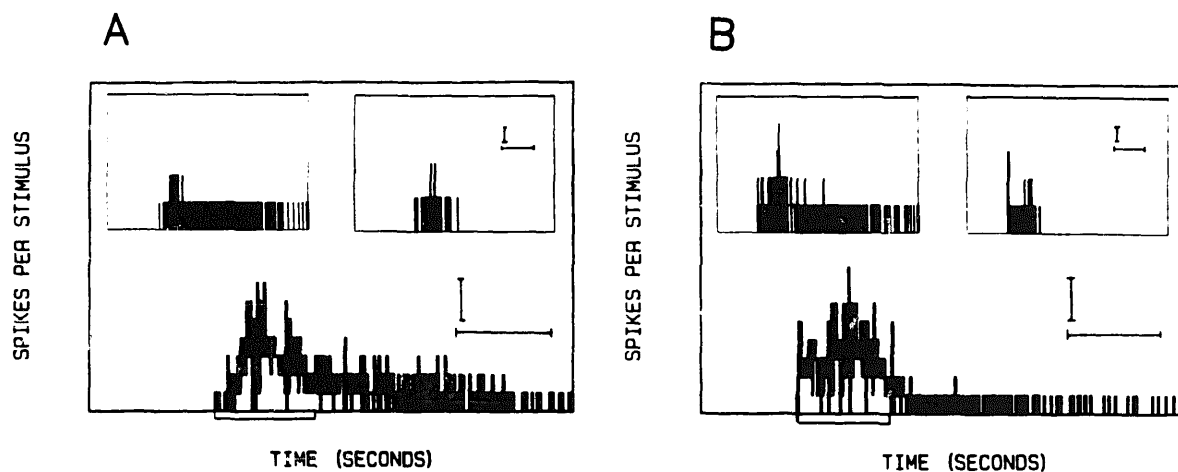 A
B
SPIKES PER STIMULUS
SPIKES PER STIMULUS
TIME (SECONDS)
TIME (SECONDS)